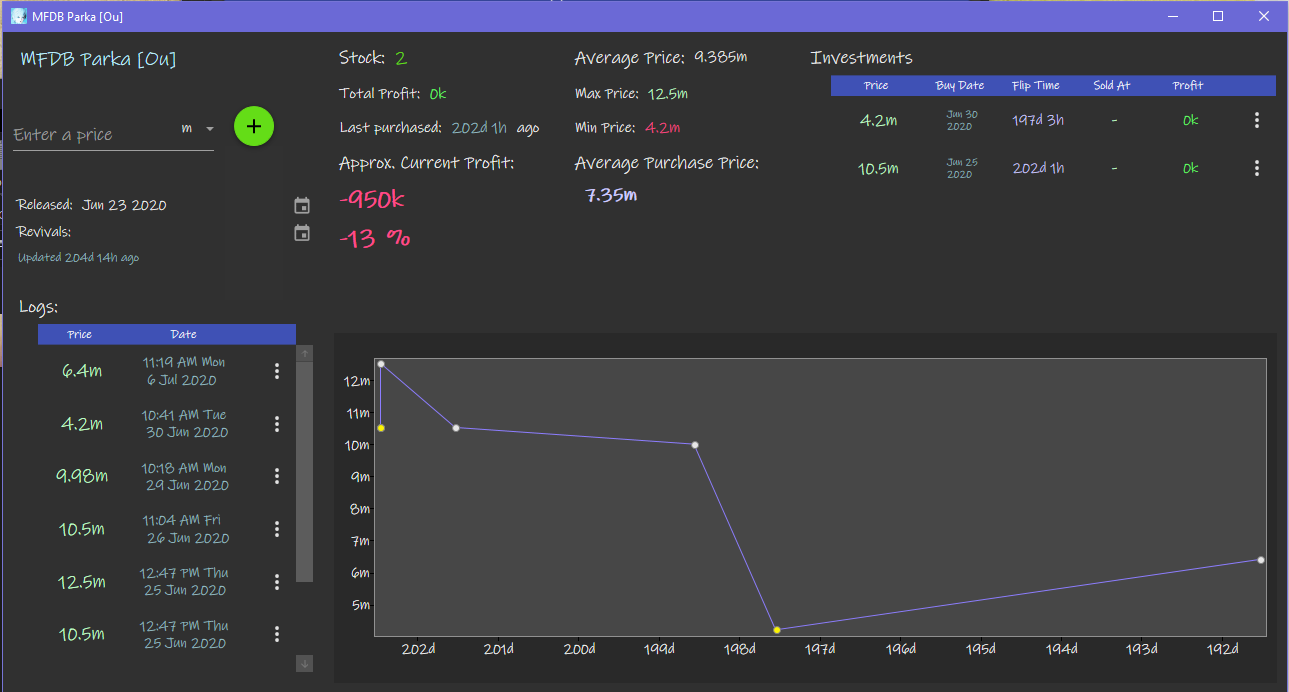 MFDB Parka [Ou]
MFDB Parka [Ou]
Enter a price
m
+
Released: Jun 23 2020
Revivals:
Updated 204d 14h ago
Stock: 2
Total Profit: 0k
Last purchased: 202d 1h ago
Approx. Current Profit:
-950k
-13 %
Average Price: 9.385m
Max Price: 12.5m
Min Price: 4.2m
Average Purchase Price:
7.35m
Investments
Price Buy Date Flip Time Sold At Profit
4.2m Jun 30 2020 197d 3h - 0k
10.5m Jun 25 2020 202d 1h - 0k
Logs:
Price Date
6.4m 11:19 AM Mon
6 Jul 2020
4.2m 10:41 AM Tue
30 Jun 2020
9.98m 10:18 AM Mon
29 Jun 2020
10.5m 11:04 AM Fri
26 Jun 2020
12.5m 12:47 PM Thu
25 Jun 2020
10.5m 12:47 PM Thu
25 Jun 2020
12m
11m
10m
9m
8m
7m
6m
5m
202d 201d 200d 199d 198d 197d 196d 195d 194d 193d 192d